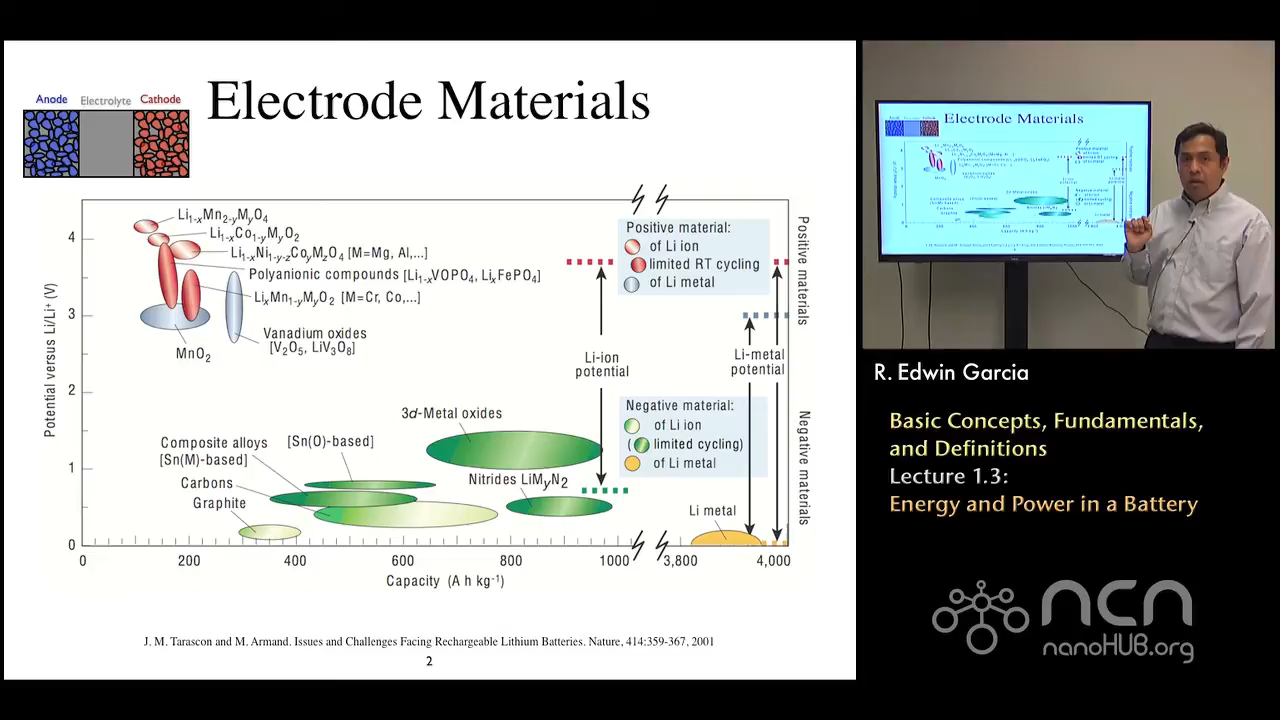 Electrode Materials
Anode
Electrolyte
Cathode
Li1-xMn2-yMyO4
Li1-xCo1-yMyO2
Li1-xNi1-y-zCoyMzO4 [M=Mg, Al,...]
Polyanionic compounds [Li1-xVOPO4, LixFePO4]
LixMn1-yMyO2 [M=Cr, Co,...]
Vanadium oxides
[V2O5, LiV3O8]
MnO2
Positive material:
of Li ion
limited RT cycling
of Li metal
Positive materials
Li-ion
potential
Li-metal
potential
3d-Metal oxides
Negative material:
of Li ion
( limited cycling)
of Li metal
Negative materials
Composite alloys
[Sn(M)-based]
[Sn(O)-based]
Carbons
Graphite
Nitrides LiMyN2
Li metal
Potential versus Li/Li+ (V)
4
3
2
1
0
0
200
400
600
800
1000
3,800
4,000
Capacity (A h kg-1)
J. M. Tarascon and M. Armand. Issues and Challenges Facing Rechargeable Lithium Batteries. Nature, 414:359-367, 2001
2
Electrode Materials
R. Edwin Garcia
Basic Concepts, Fundamentals,
and Definitions
Lecture 1.3:
Energy and Power in a Battery
ncn
nanoHUB.org